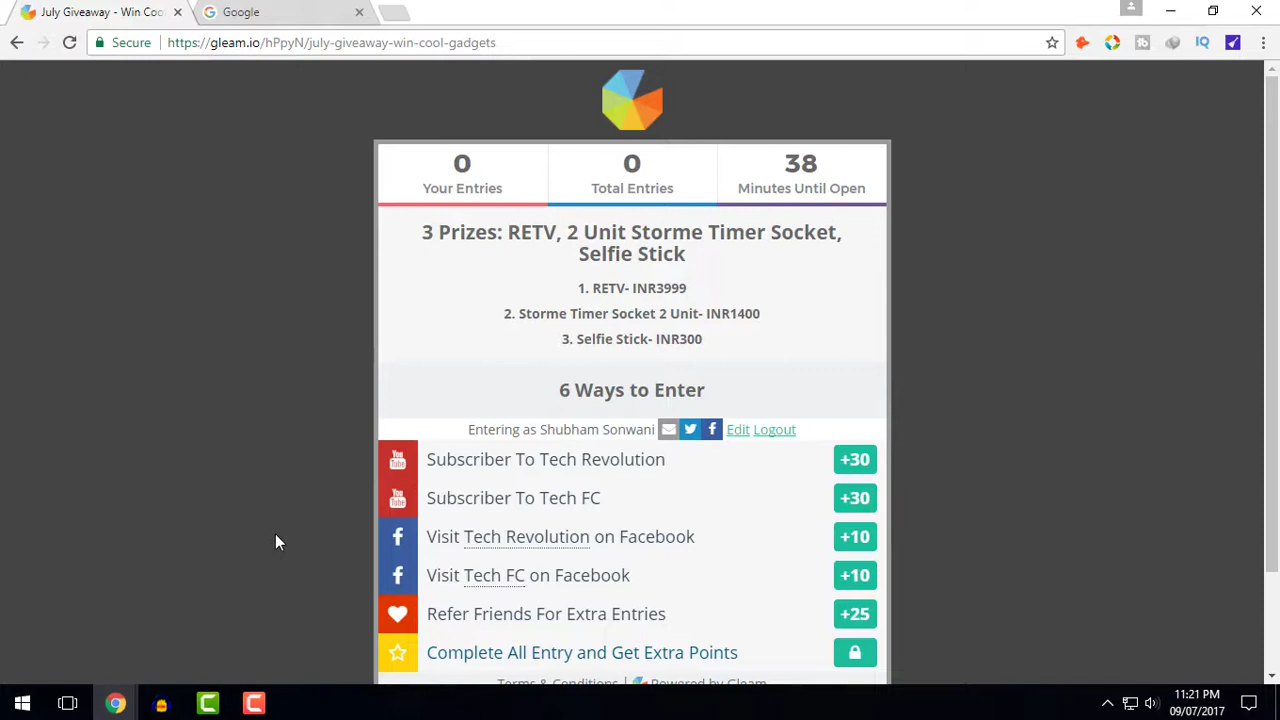 July Giveaway - Win Coo
Google
Secure
https://gleam.io/hPpyN/july-giveaway-win-cool-gadgets
0
Your Entries
0
Total Entries
38
Minutes Until Open
3 Prizes: RETV, 2 Unit Storme Timer Socket,
Selfie Stick
1. RETV- INR3999
2. Storme Timer Socket 2 Unit- INR1400
3. Selfie Stick- INR300
6 Ways to Enter
Entering as Shubham Sonwani Edit Logout
Subscriber To Tech Revolution +30
Subscriber To Tech FC +30
Visit Tech Revolution on Facebook +10
Visit Tech FC on Facebook +10
Refer Friends For Extra Entries +25
Complete All Entry and Get Extra Points
Terms & Conditions | Powered by Gleam
11:21 PM
09/07/2017